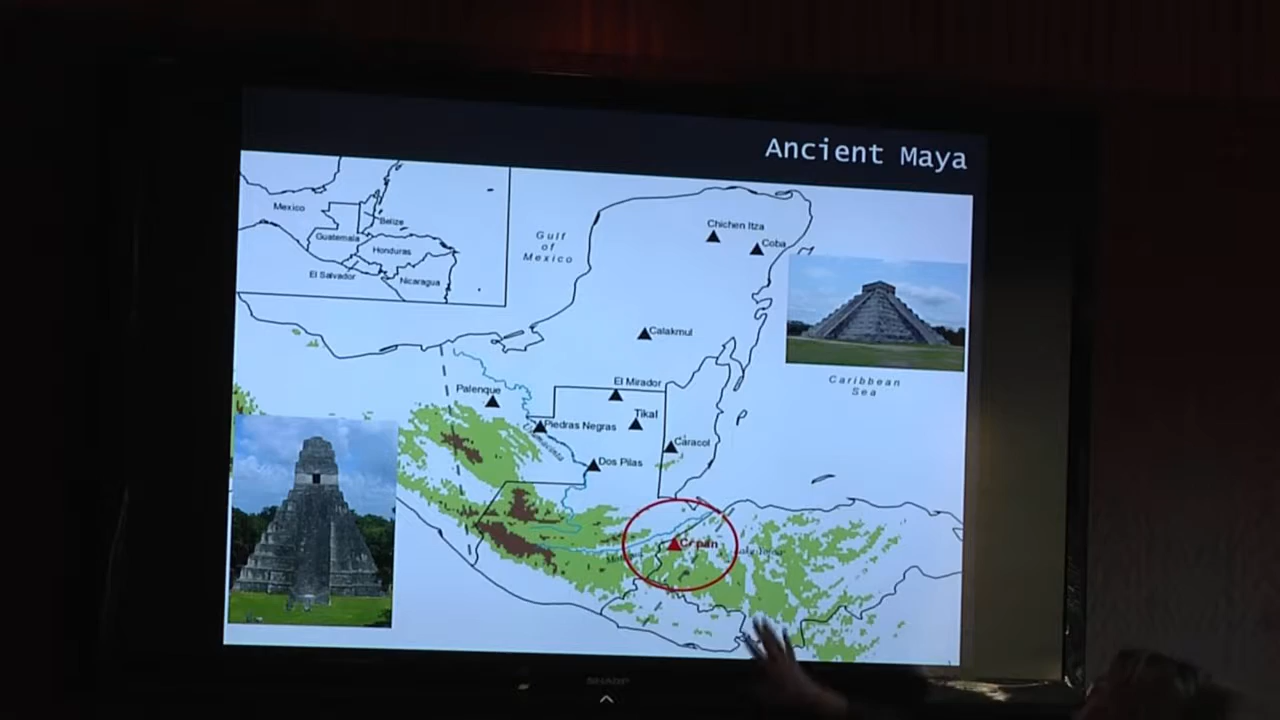 Ancient Maya
Mexico
Belize
Guatemala
Honduras
El Salvador
Nicaragua
Gulf
of
Mexico
Chichen Itza
Coba
Calakmul
Caribbean
Sea
El Mirador
Palenque
Tikal
Piedras Negras
Caracol
Dos Pilas
Copan
SHARP